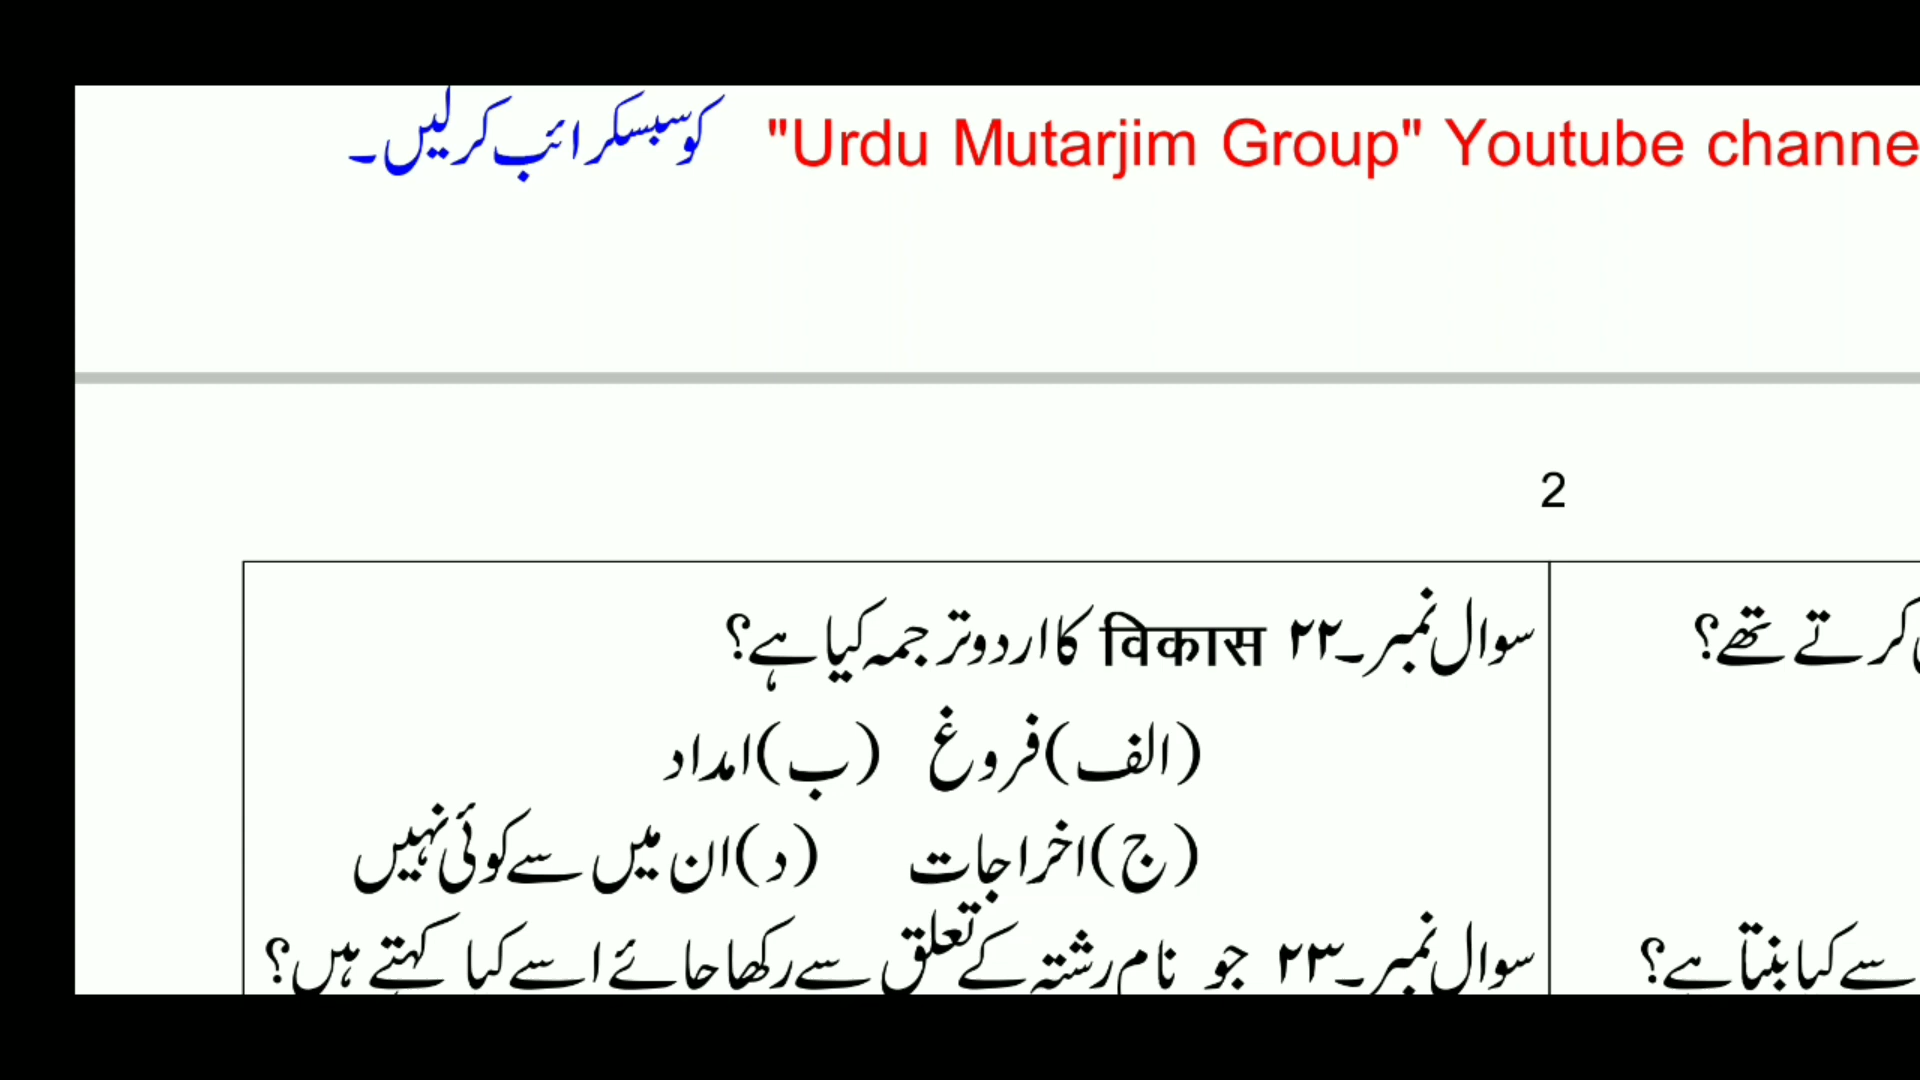 "Urdu Mutarjim Group" Youtube channe کو سبسکرائب کر لیں۔
2
سوال نمبر۔۲۲ विकास کا اردو ترجمہ کیا ہے؟
(الف) فروغ (ب) امداد
(ج) اخراجات (د) ان میں سے کوئی نہیں
سوال نمبر۔۲۳ جو نام رشتہ کے تعلق سے رکھا جائے اسے کیا کہتے ہیں؟
کرتے تھے؟
سے کیا بنتا ہے؟